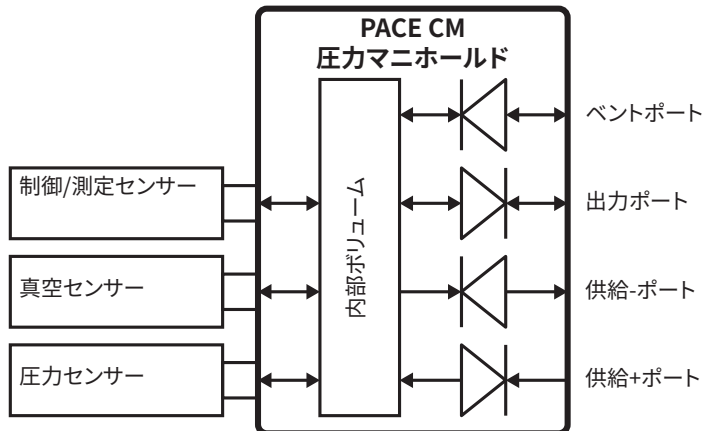 PACE CM
圧力マニホールド
ベントポート
制御/測定センサー
出力ポート
内部ボリューム
真空センサー
供給-ポート
圧力センサー
供給+ポート